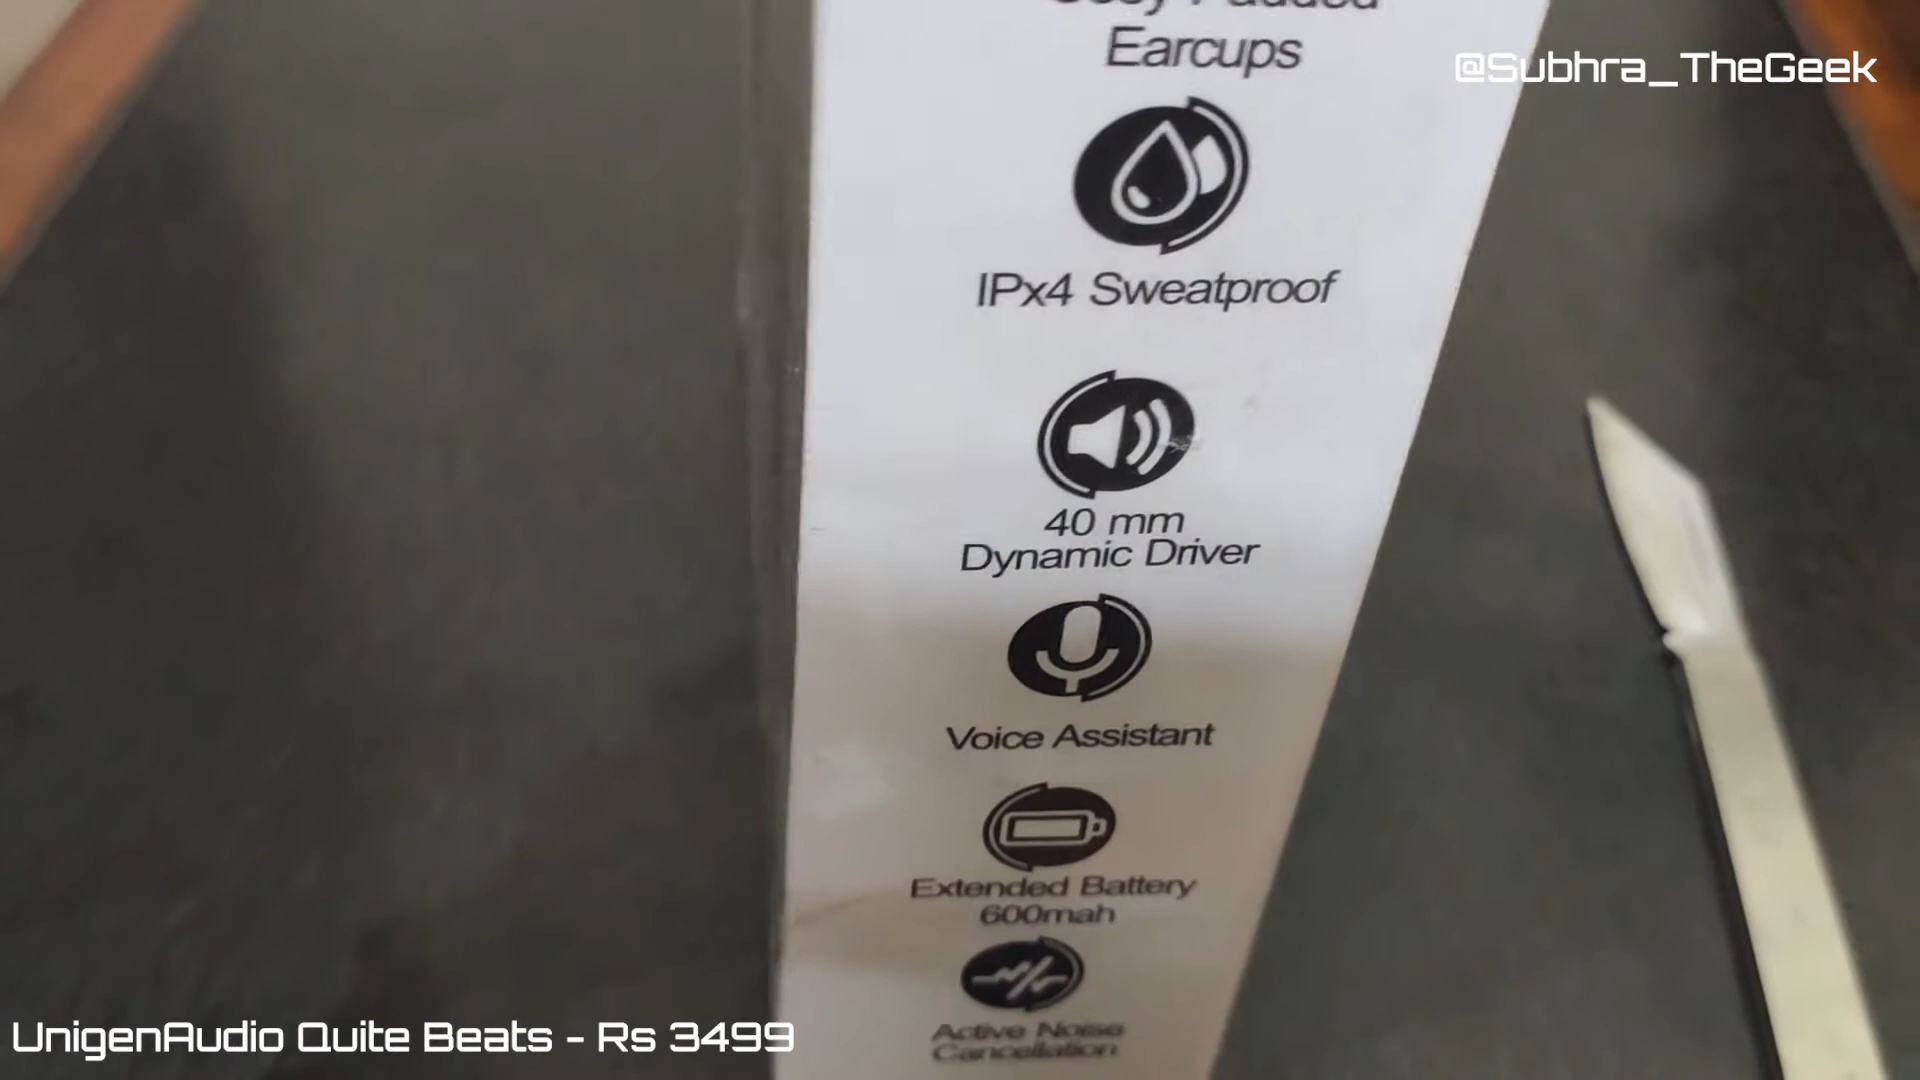 Earcups
@Subhra_TheGeek
IPx4 Sweatproof
40 mm
Dynamic Driver
Voice Assistant
Extended Battery
600mah
Active Noise
Cancellation
UnigenAudio Quite Beats - Rs 3499